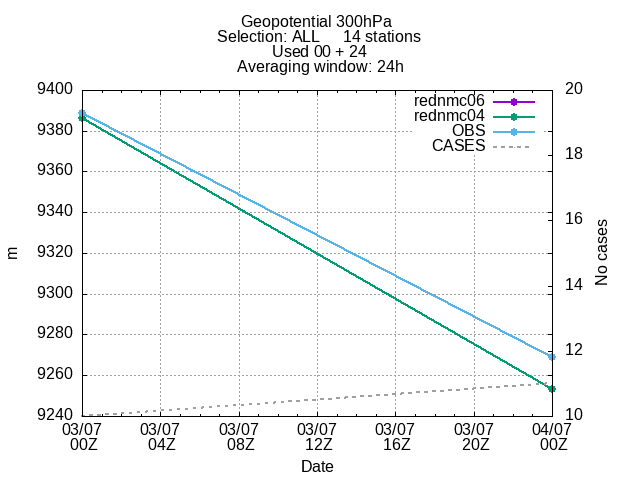 Geopotential 300hPa
Selection: ALL 14 stations
Used 00 + 24
Averaging window: 24h
9400
9380
9360
9340
9320
9300
9280
9260
9240
m
20
18
16
14
12
10
No cases
rednmc06
rednmc04
OBS
CASES
03/07 03/07 03/07 03/07 03/07 03/07 04/07
00Z 04Z 08Z 12Z 16Z 20Z 00Z
Date